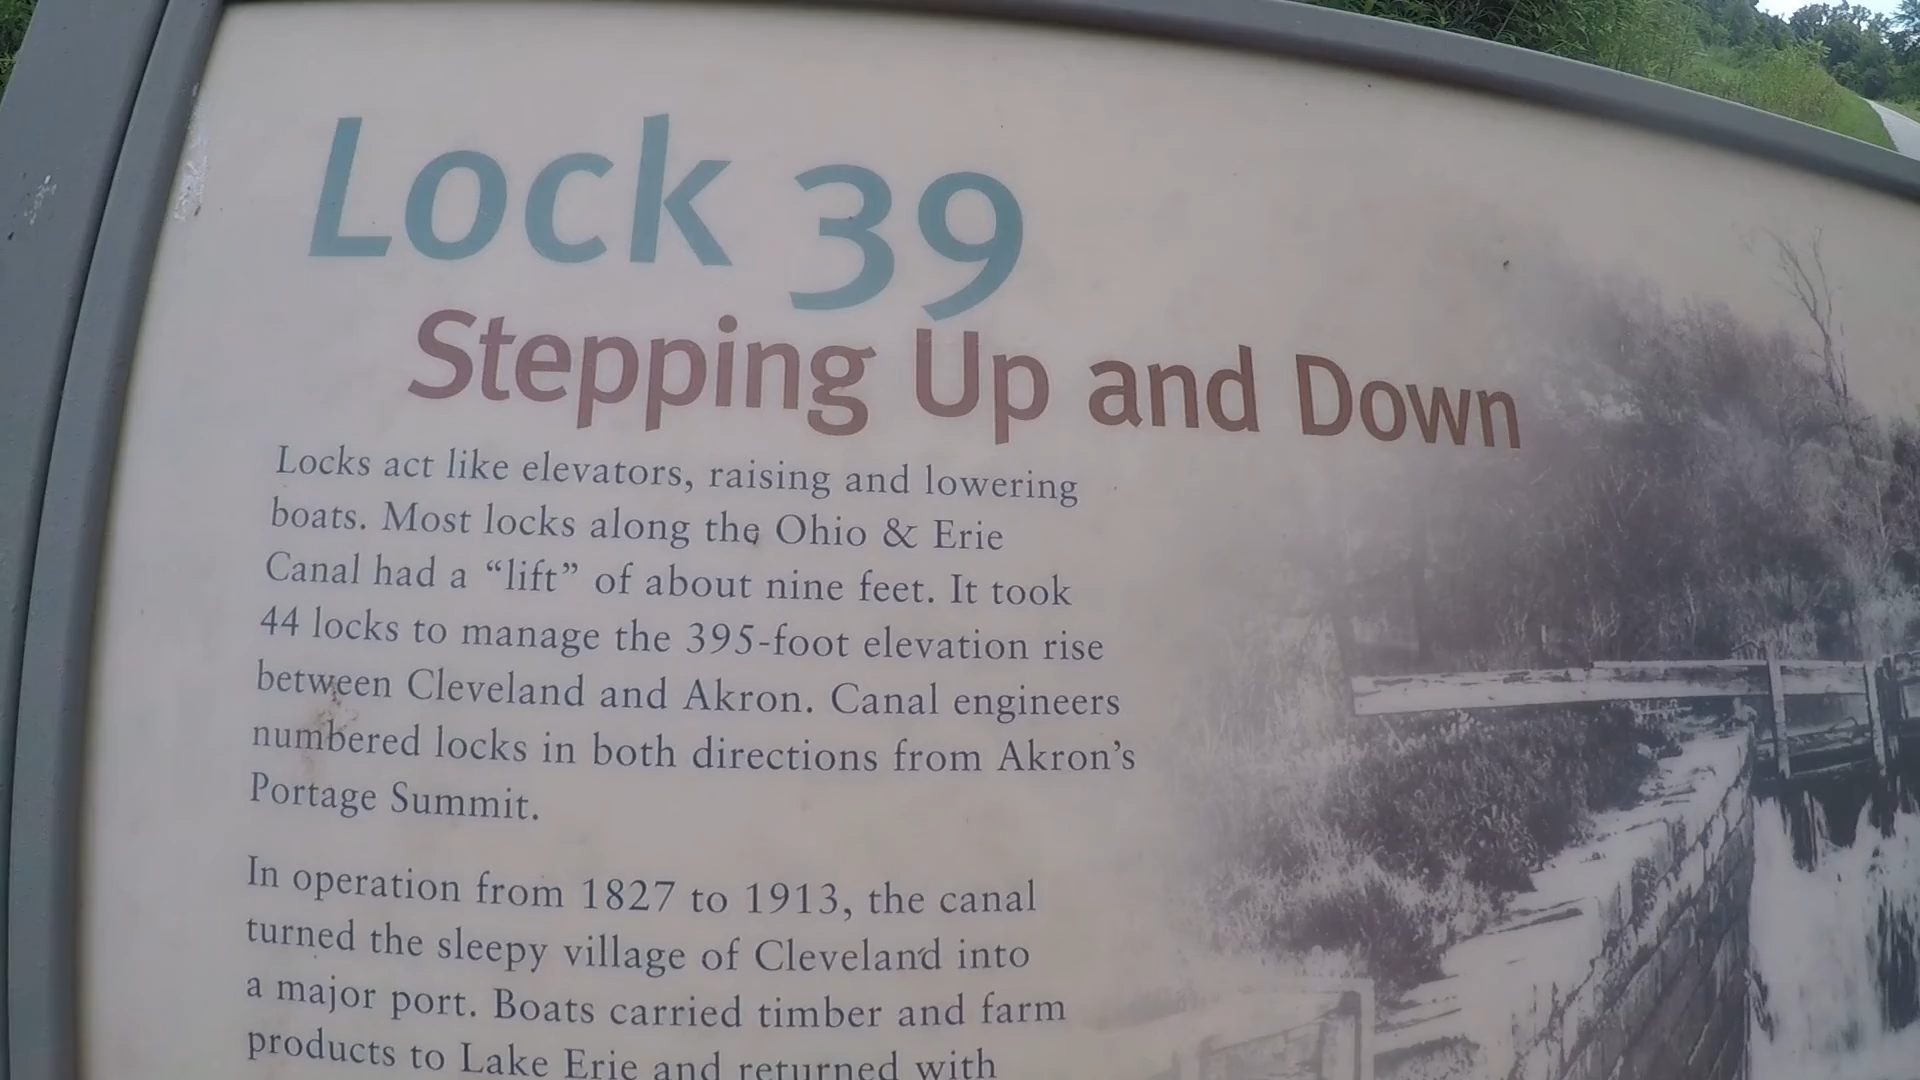 Lock 39
Stepping Up and Down
Locks act like elevators, raising and lowering
boats. Most locks along the Ohio & Erie
Canal had a “lift” of about nine feet. It took
44 locks to manage the 395-foot elevation rise
between Cleveland and Akron. Canal engineers
numbered locks in both directions from Akron’s
Portage Summit.
In operation from 1827 to 1913, the canal
turned the sleepy village of Cleveland into
a major port. Boats carried timber and farm
products to Lake Erie and returned with